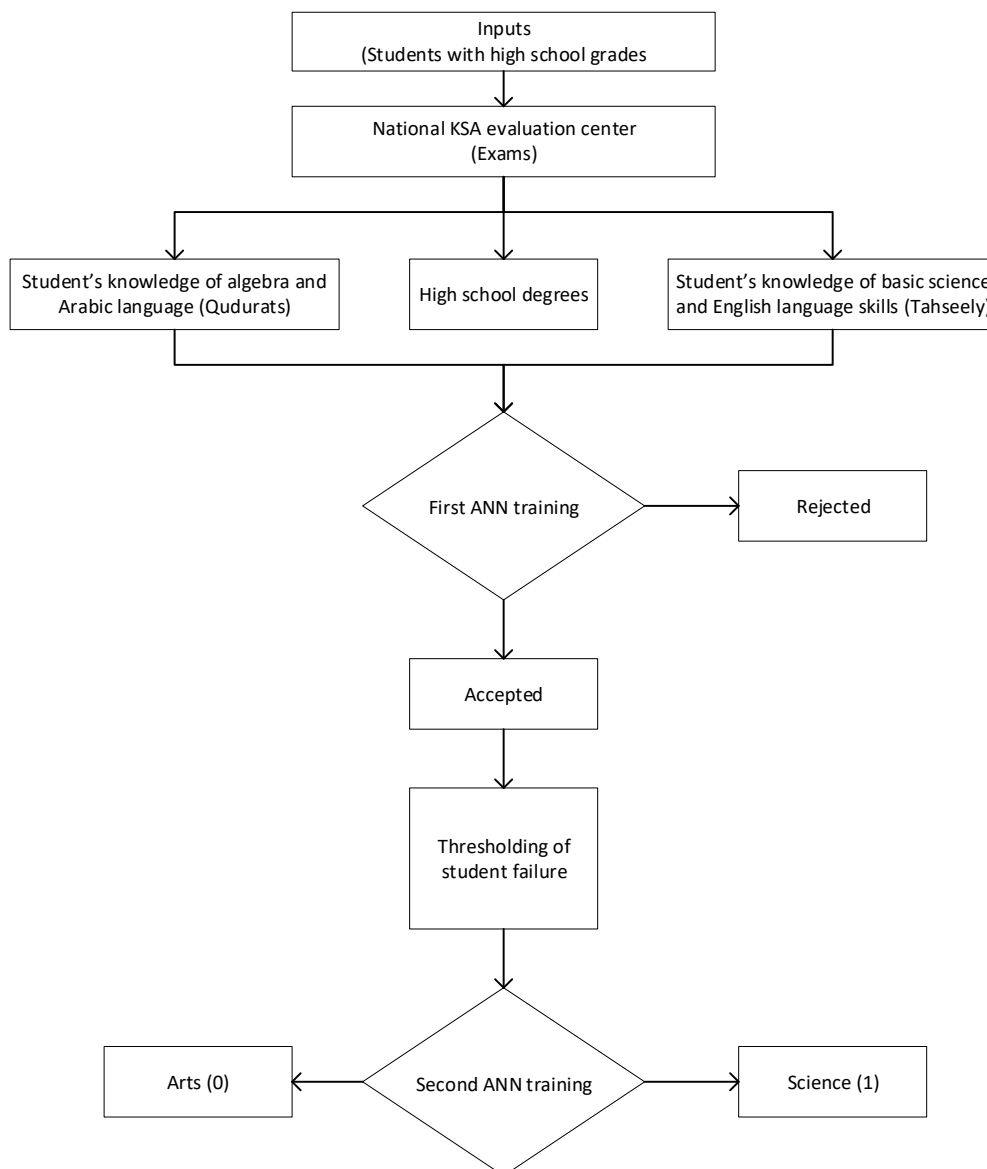 Inputs
(Students with high school grades
National KSA evaluation center
(Exams)
Student’s knowledge of algebra and
Arabic language (Qudurats)
High school degrees
Student’s knowledge of basic science
and English language skills (Tahseely)
First ANN training
Rejected
Accepted
Thresholding of
student failure
Arts (0)
Second ANN training
Science (1)